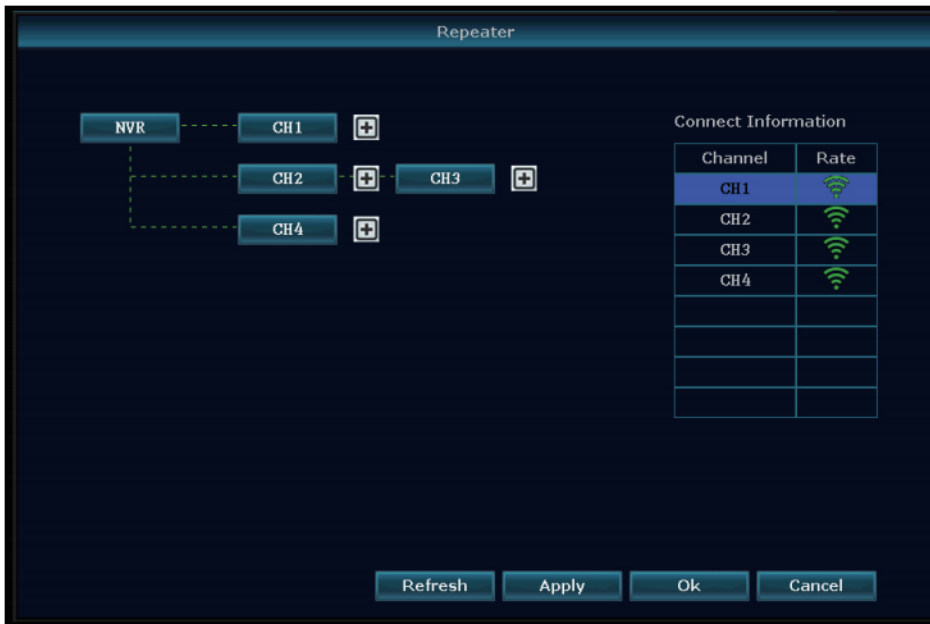 Repeater
NVR CH1
CH2 CH3
CH4
Connect Information
Channel Rate
CH1
CH2
CH3
CH4
Refresh Apply Ok Cancel